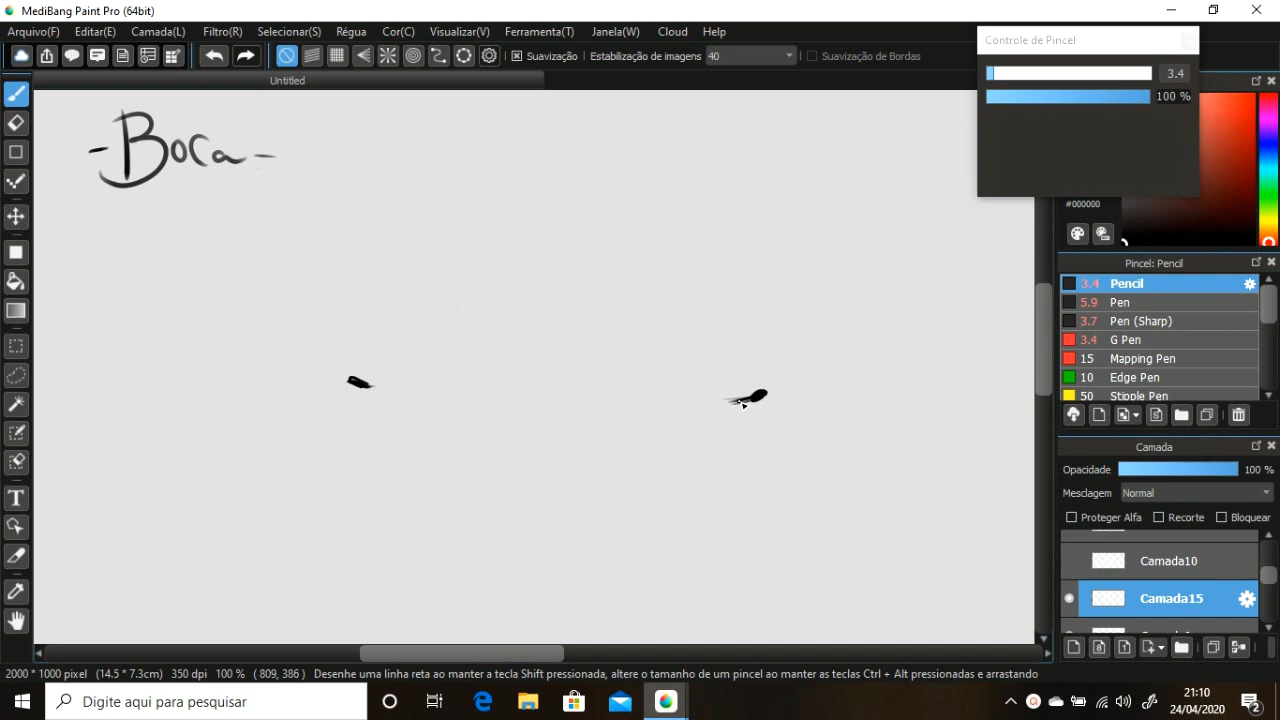 MediBang Paint Pro (64bit)
Arquivo(F) Editar(E) Camada(L) Filtro(R) Selecionar(S) Régua Cor(C) Visualizar(V) Ferramenta(T) Janela(W) Cloud Help
Suavização Estabilização de imagens 40 Suavização de Bordas
Untitled
Controle de Pincel
3.4
100 %
-Boca-
#000000
Pincel: Pencil
3.4 Pencil
5.9 Pen
3.7 Pen (Sharp)
3.4 G Pen
15 Mapping Pen
10 Edge Pen
50 Stipple Pen
Camada
Opacidade 100 %
Mesclagem Normal
Proteger Alfa Recorte Bloquear
Camada10
Camada15
2000 * 1000 pixel (14.5 * 7.3cm) 350 dpi 100 % ( 809, 386 ) Desenhe uma linha reta ao manter a tecla Shift pressionada, altere o tamanho de um pincel ao manter as teclas Ctrl + Alt pressionadas e arrastando
Digite aqui para pesquisar
21:10
24/04/2020
2